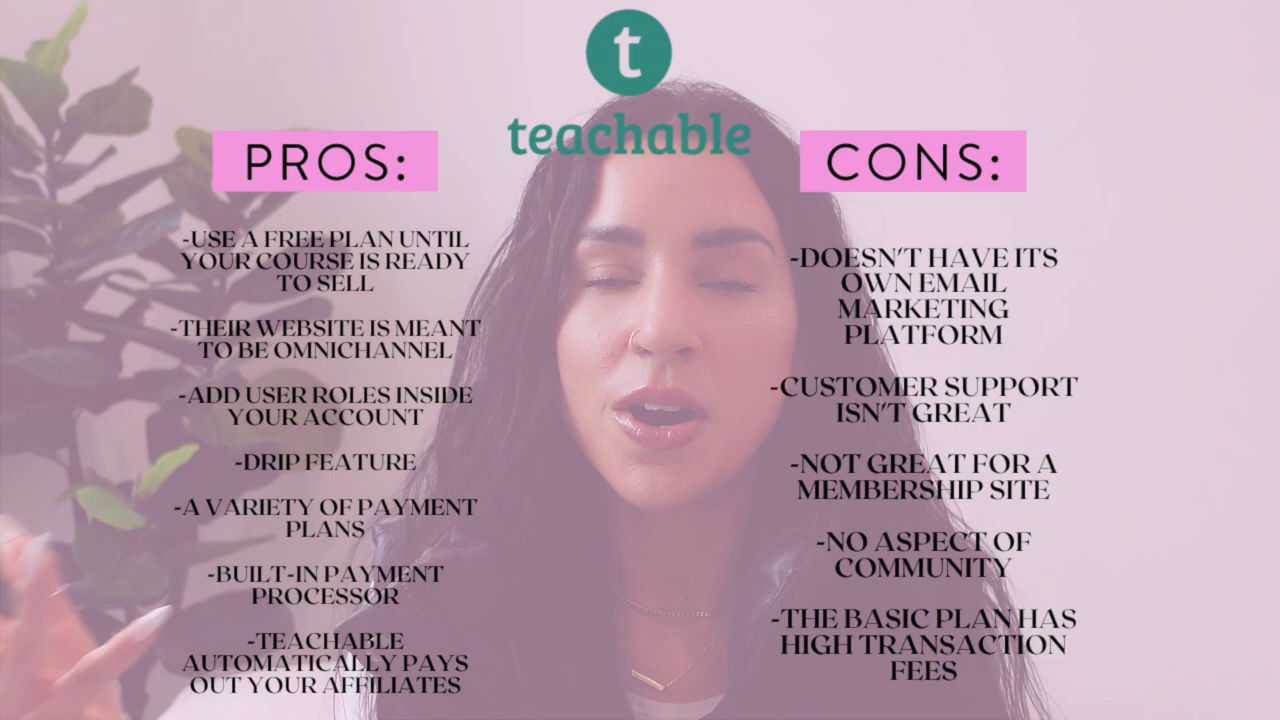 t
teachable
PROS:
-USE A FREE PLAN UNTIL
YOUR COURSE IS READY
TO SELL
-THEIR WEBSITE IS MEANT
TO BE OMNICHANNEL
-ADD USER ROLES INSIDE
YOUR ACCOUNT
-DRIP FEATURE
-A VARIETY OF PAYMENT
PLANS
-BUILT-IN PAYMENT
PROCESSOR
-TEACHABLE
AUTOMATICALLY PAYS
OUT YOUR AFFILIATES
CONS:
-DOESN'T HAVE ITS
OWN EMAIL
MARKETING
PLATFORM
-CUSTOMER SUPPORT
ISN'T GREAT
-NOT GREAT FOR A
MEMBERSHIP SITE
-NO ASPECT OF
COMMUNITY
-THE BASIC PLAN HAS
HIGH TRANSACTION
FEES